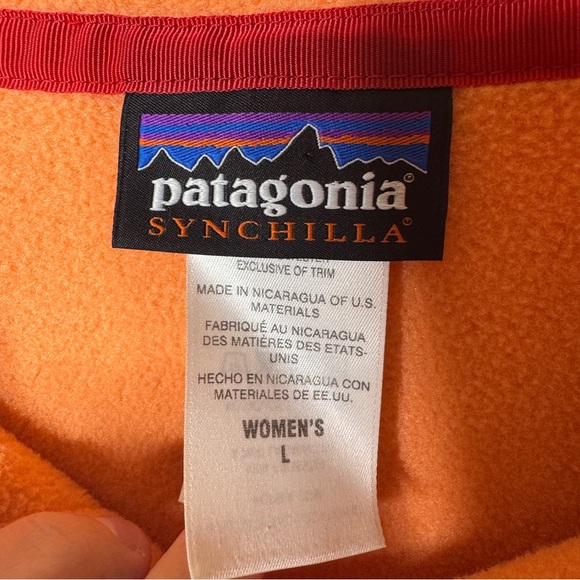 patagonia®
SYNCHILLA®
EXCLUSIVE OF TRIM
MADE IN NICARAGUA OF U.S.
MATERIALS
FABRIQUÉ AU NICARAGUA
DES MATIÈRES DES ETATS-
UNIS
HECHO EN NICARAGUA CON
MATERIALES DE EE.UU.
WOMEN'S
L